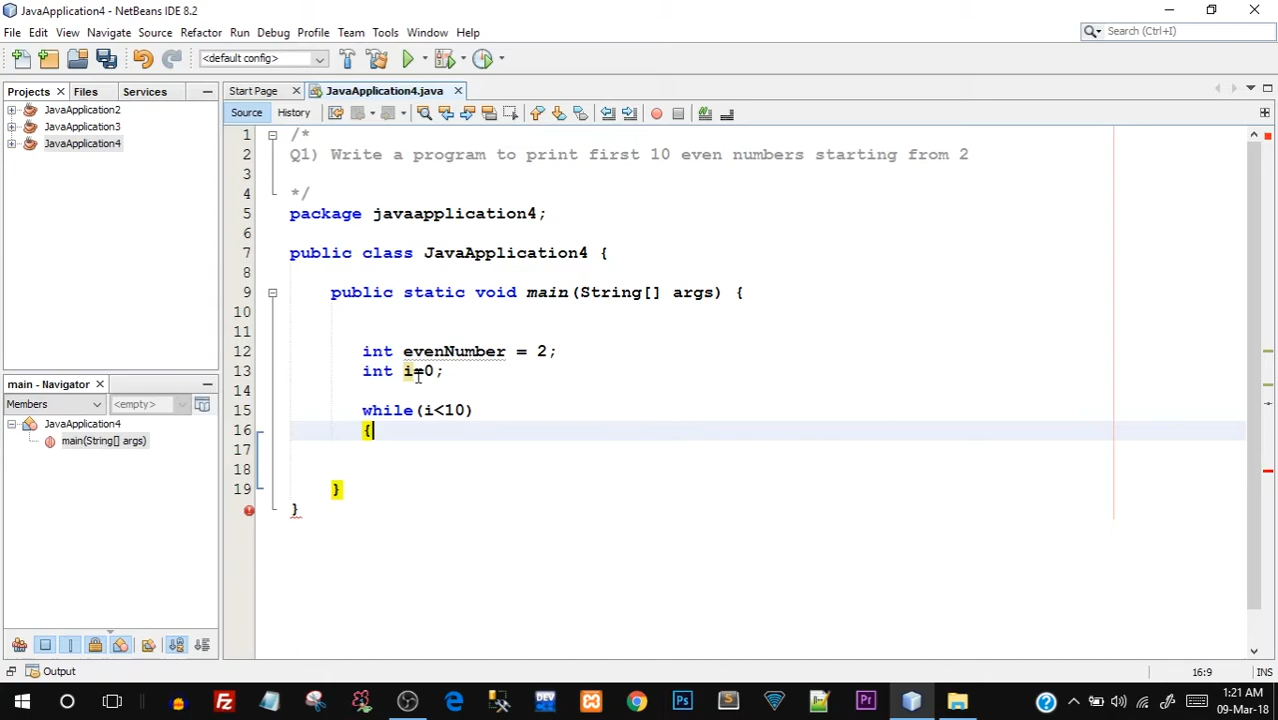 JavaApplication4 - NetBeans IDE 8.2
File Edit View Navigate Source Refactor Run Debug Profile Team Tools Window Help
Search (Ctrl+I)
<default config>
Projects Files Services
Start Page JavaApplication4.java
JavaApplication2
JavaApplication3
JavaApplication4
Source History
1 /*
2 Q1) Write a program to print first 10 even numbers starting from 2
3
4 */
5 package javaapplication4;
6
7 public class JavaApplication4 {
8
9 public static void main(String[] args) {
10
11
12 int evenNumber = 2;
13 int i=0;
14
15 while(i<10)
16 {
17
18
19 }
}
main - Navigator
Members <empty>
JavaApplication4
main(String[] args)
Output
16:9 INS
DEV
Ps
S
Pr
1:21 AM
09-Mar-18